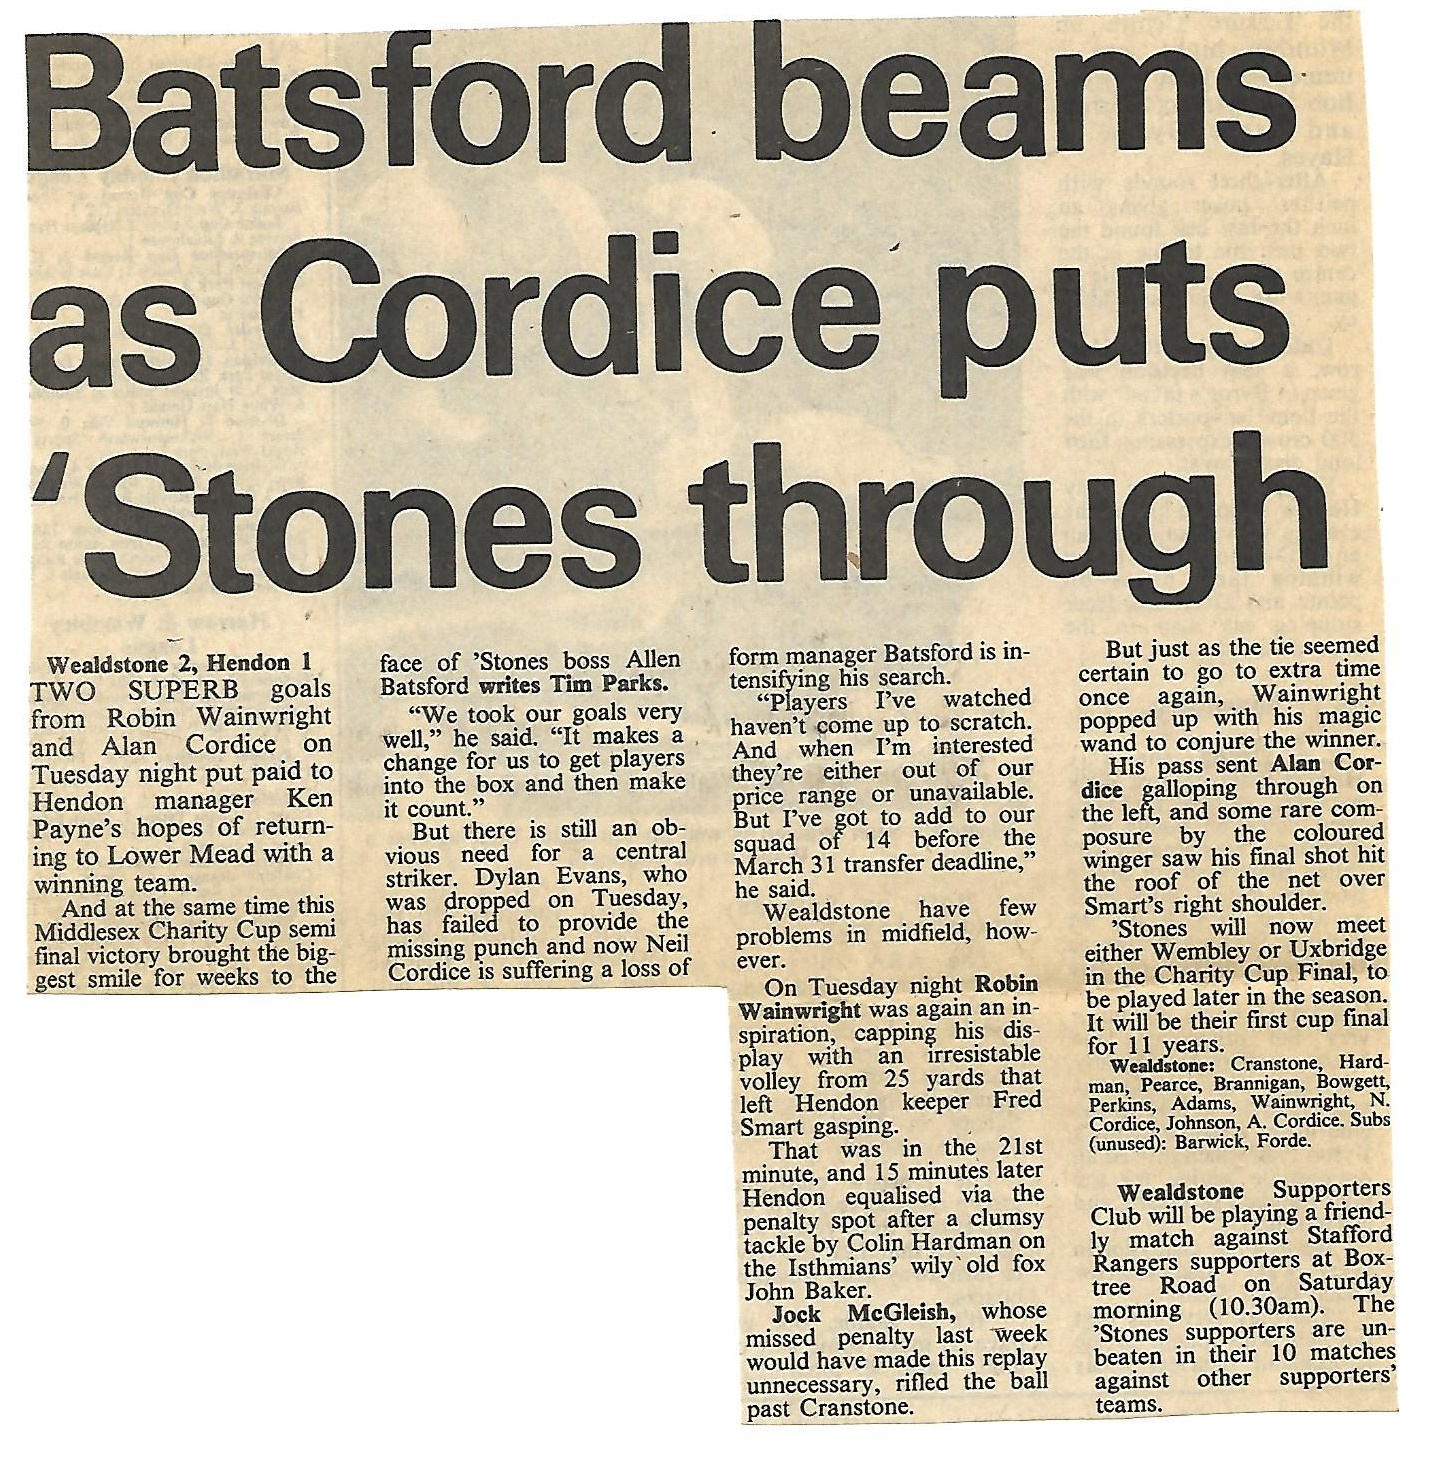 Batsford beams
as Cordice puts
'Stones through
Wealdstone 2, Hendon 1
TWO SUPERB goals
from Robin Wainwright
and Alan Cordice on
Tuesday night put paid to
Hendon manager Ken
Payne's hopes of return-
ing to Lower Mead with a
winning team.
And at the same time this
Middlesex Charity Cup semi
final victory brought the big-
gest smile for weeks to the
face of 'Stones boss Allen
Batsford writes Tim Parks.
“We took our goals very
well,” he said. “It makes a
change for us to get players
into the box and then make
it count.”
But there is still an ob-
vious need for a central
striker. Dylan Evans, who
was dropped on Tuesday,
has failed to provide the
missing punch and now Neil
Cordice is suffering a loss of
form manager Batsford is in-
tensifying his search.
“Players I've watched
haven't come up to scratch.
And when I'm interested
they're either out of our
price range or unavailable.
But I've got to add to our
squad of 14 before the
March 31 transfer deadline,”
he said.
Wealdstone have few
problems in midfield, how-
ever.
On Tuesday night Robin
Wainwright was again an in-
spiration, capping his dis-
play with an irresistable
volley from 25 yards that
left Hendon keeper Fred
Smart gasping.
That was in the 21st
minute, and 15 minutes later
Hendon equalised via the
penalty spot after a clumsy
tackle by Colin Hardman on
the Isthmians' wily old fox
John Baker.
Jock McGleish, whose
missed penalty last week
would have made this replay
unnecessary, rifled the ball
past Cranstone.
But just as the tie seemed
certain to go to extra time
once again, Wainwright
popped up with his magic
wand to conjure the winner.
His pass sent Alan Cor-
dice galloping through on
the left, and some rare com-
posure by the coloured
winger saw his final shot hit
the roof of the net over
Smart's right shoulder.
'Stones will now meet
either Wembley or Uxbridge
in the Charity Cup Final, to
be played later in the season.
It will be their first cup final
for 11 years.
Wealdstone: Cranstone, Hard-
man, Pearce, Brannigan, Bowgett,
Perkins, Adams, Wainwright, N.
Cordice, Johnson, A. Cordice. Subs
(unused): Barwick, Forde.
Wealdstone Supporters
Club will be playing a friend-
ly match against Stafford
Rangers supporters at Box-
tree Road on Saturday
morning (10.30am). The
'Stones supporters are un-
beaten in their 10 matches
against other supporters'
teams.